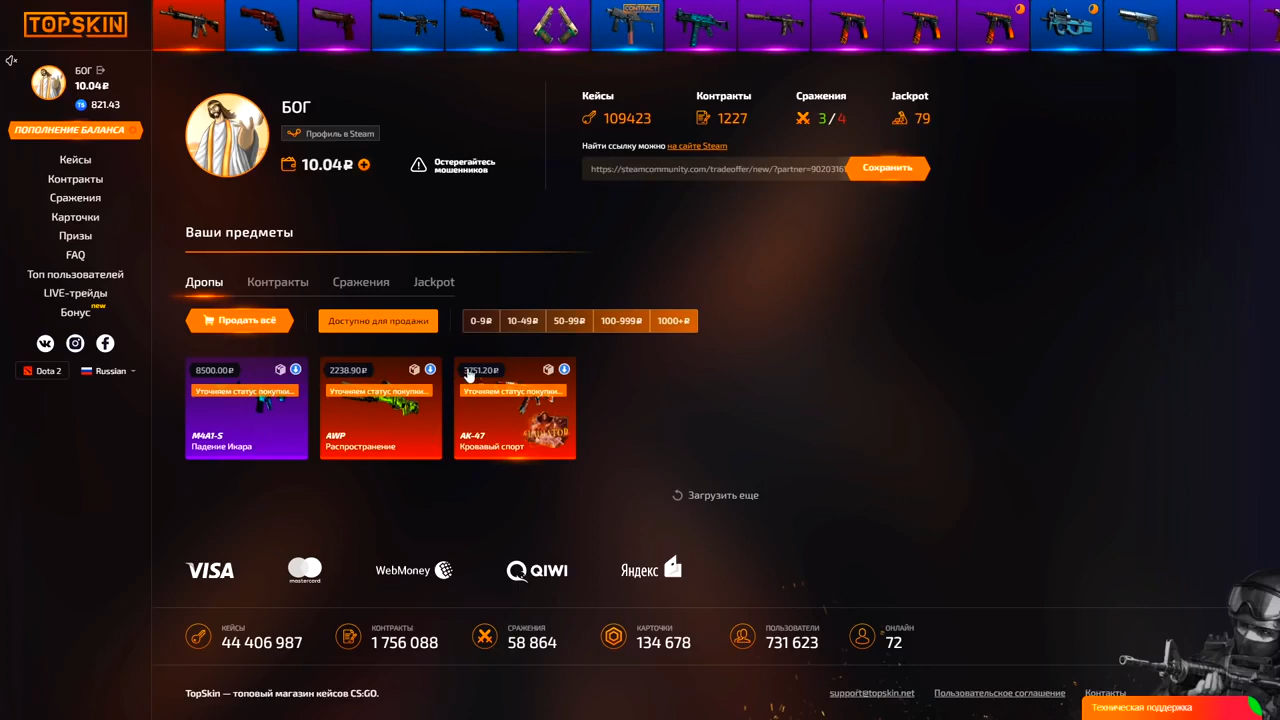 TOPSKIN
CONTRACT
БОГ
10.04₽
TS 821.43
ПОПОЛНЕНИЕ БАЛАНСА
Кейсы
Контракты
Сражения
Карточки
Призы
FAQ
Топ пользователей
LIVE-трейды
new
Бонус
Dota 2
Russian
БОГ
Профиль в Steam
10.04₽
Остерегайтесь
мошенников
Кейсы
109423
Контракты
1227
Сражения
3/4
Jackpot
79
Найти ссылку можно на сайте Steam
https://steamcommunity.com/tradeoffer/new/?partner=90203161
Сохранить
Ваши предметы
Дропы Контракты Сражения Jackpot
Продать всё
Доступно для продажи
0-9₽ 10-49₽ 50-99₽ 100-999₽ 1000+₽
8500.00₽
Уточняем статус покупки...
M4A1-S
Падение Икара
2238.90₽
Уточняем статус покупки...
AWP
Распространение
3751.20₽
Уточняем статус покупки...
AK-47
Кровавый спорт
Загрузить еще
VISA
mastercard
WebMoney
QIWI
Яндекс
КЕЙСЫ
44 406 987
КОНТРАКТЫ
1 756 088
СРАЖЕНИЯ
58 864
КАРТОЧКИ
134 678
ПОЛЬЗОВАТЕЛИ
731 623
ОНЛАЙН
72
TopSkin — топовый магазин кейсов CS:GO.
support@topskin.net
Пользовательское соглашение
Контакты
Техническая поддержка